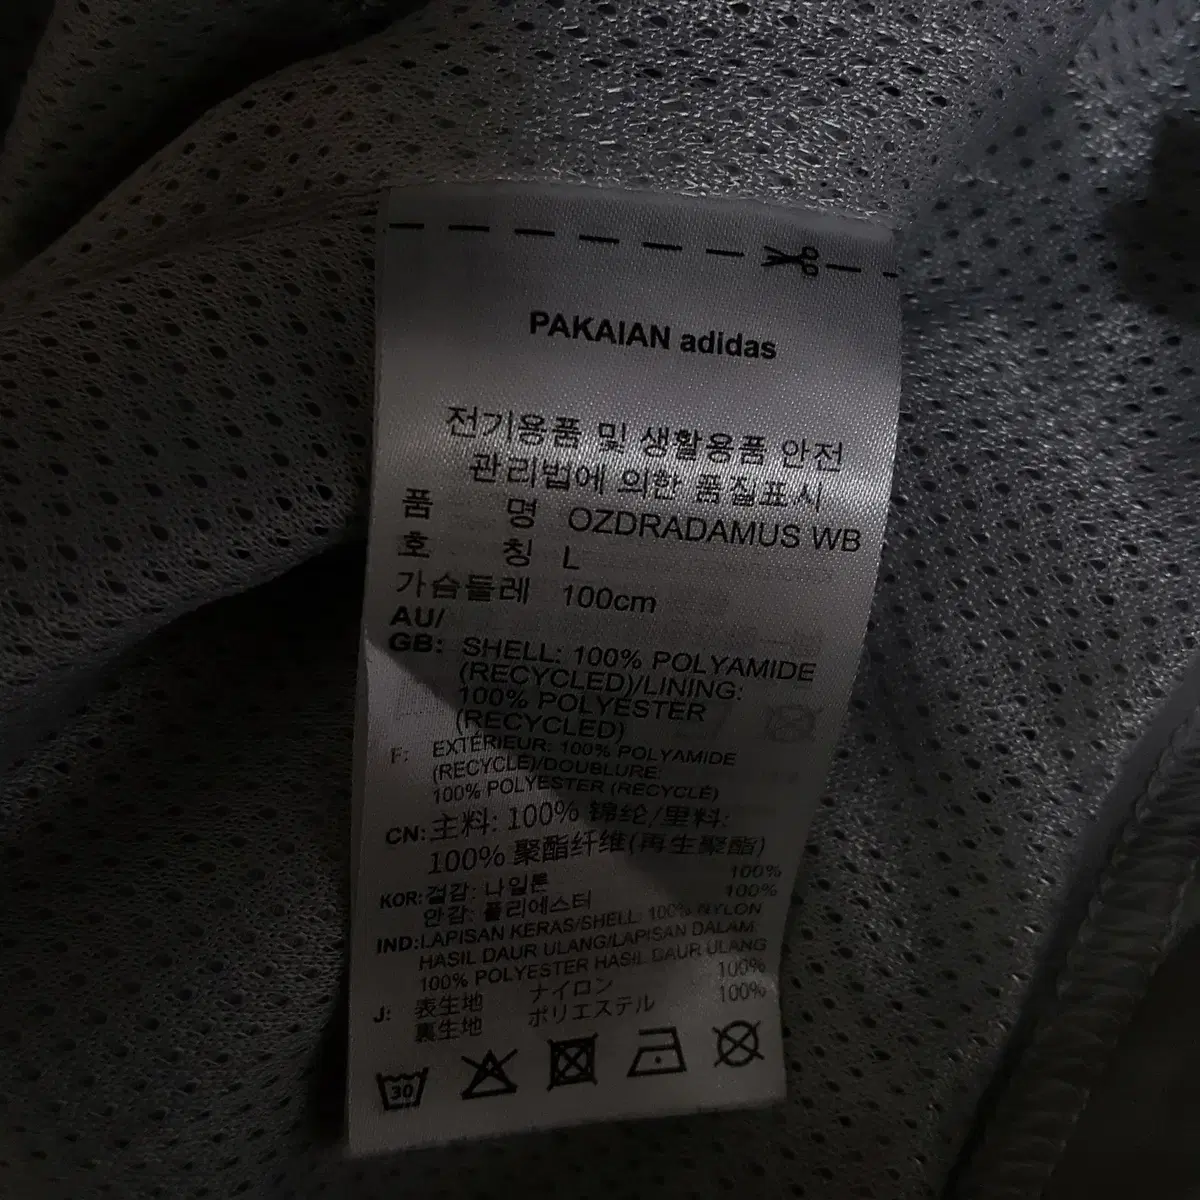 PAKAIAN adidas
전기용품 및 생활용품 안전
관리법에 의한 품질표시
품 명 OZDRADAMUS WB
호 칭 L
가슴둘레 100cm
AU/
GB: SHELL: 100% POLYAMIDE
(RECYCLED)/LINING:
100% POLYESTER
(RECYCLED)
F: EXTÉRIEUR: 100% POLYAMIDE
(RECYCLÉ)/DOUBLURE:
100% POLYESTER (RECYCLÉ)
CN: 主料: 100% 锦纶/里料:
100% 聚酯纤维(再生聚酯)
KOR: 겉감: 나일론 100%
안감: 폴리에스터 100%
IND: LAPISAN KERAS/SHELL: 100% NYLON
HASIL DAUR ULANG/LAPISAN DALAM:
100% POLYESTER HASIL DAUR ULANG
J: 表生地 ナイロン 100%
裏生地 ポリエステル 100%
30